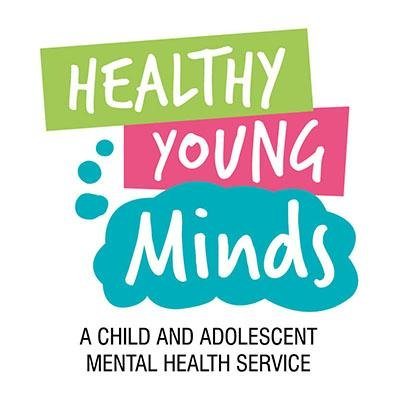 HEALTHY
YOUNG
Minds
A CHILD AND ADOLESCENT
MENTAL HEALTH SERVICE